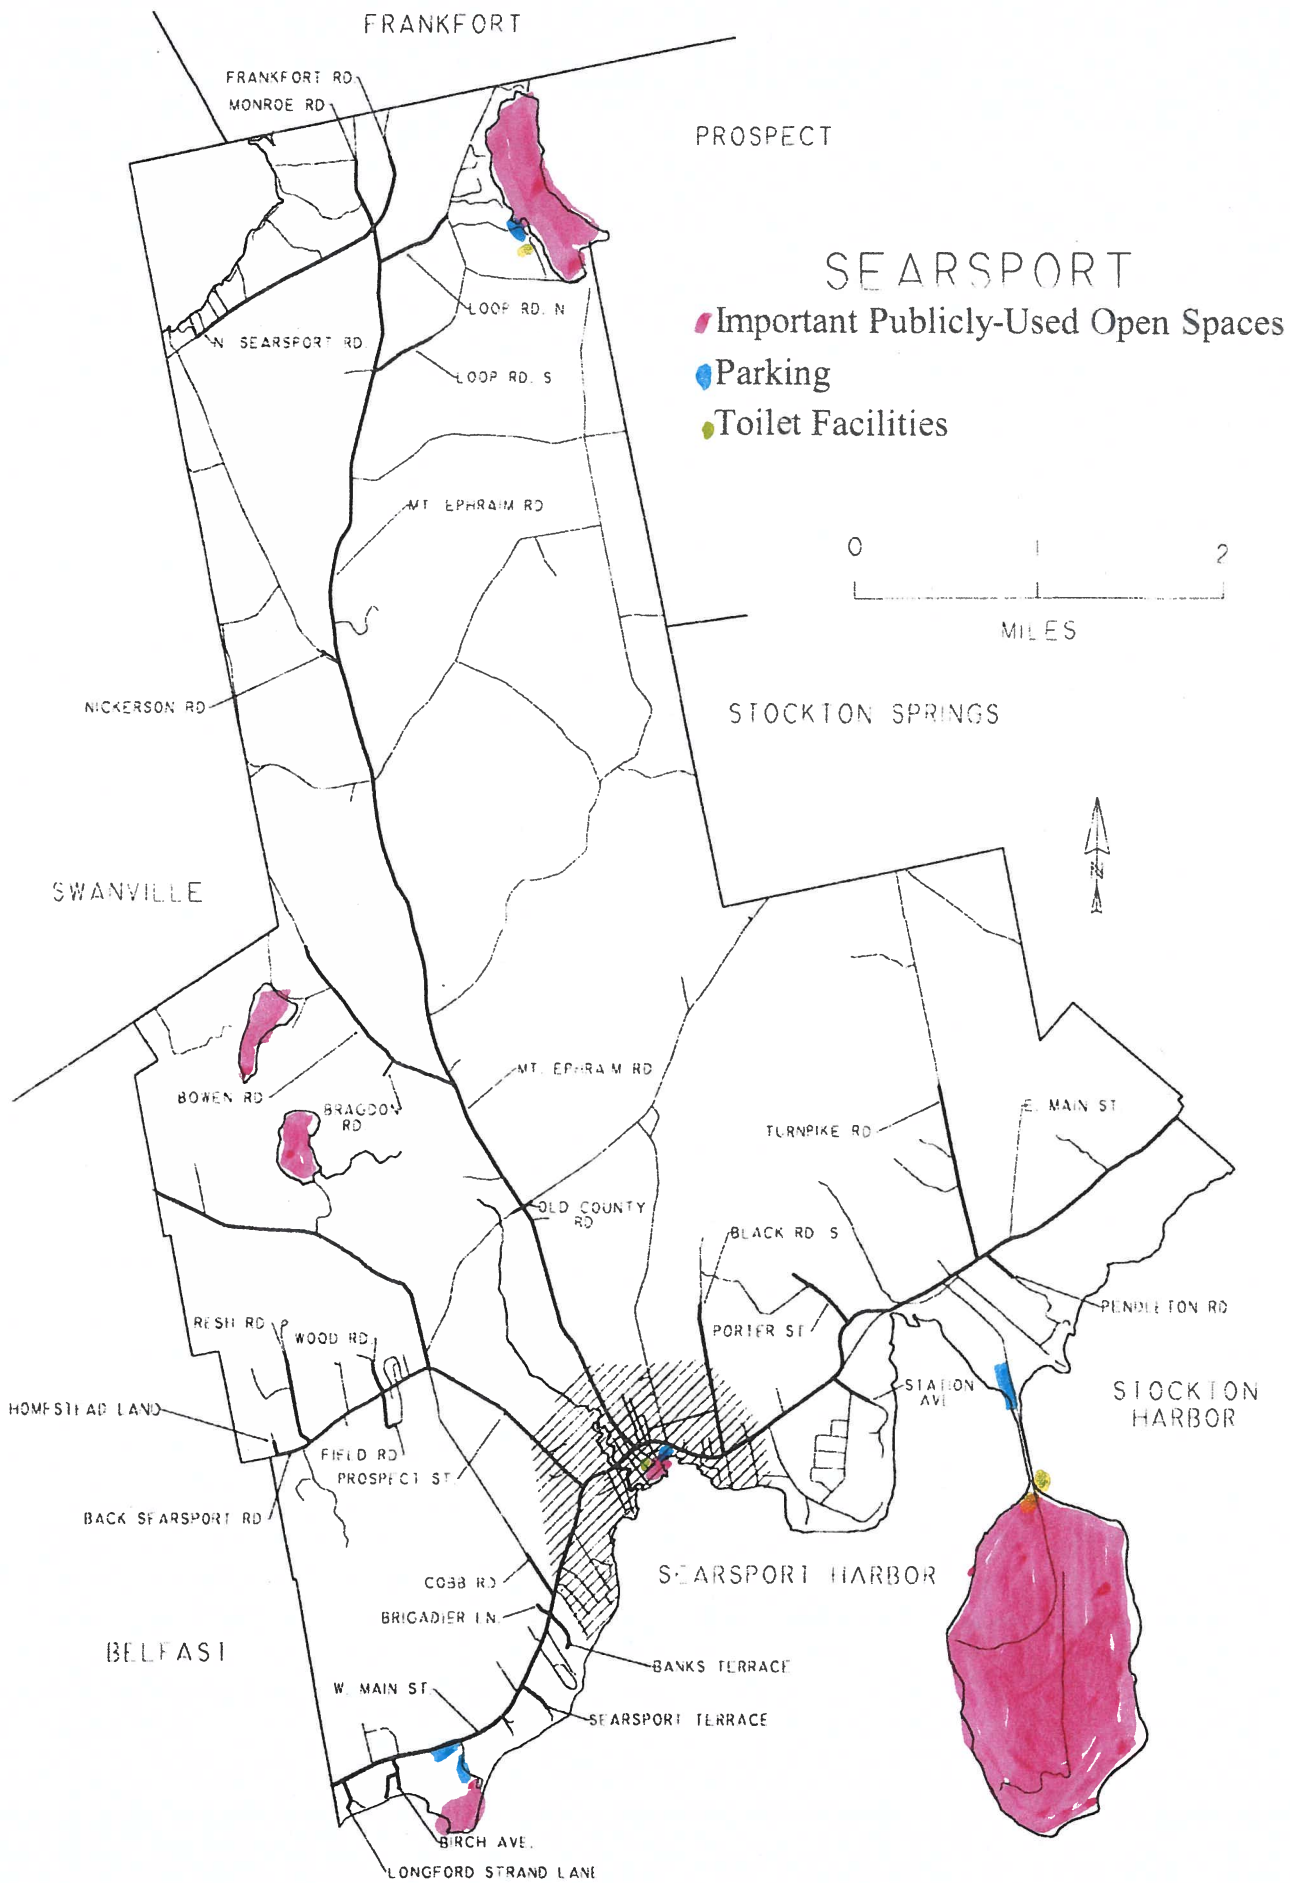 FRANKFORT
FRANKFORT RD
MONROE RD
PROSPECT
SEARSPORT
Important Publicly-Used Open Spaces
Parking
Toilet Facilities
LOOP RD. N
N SEARSPORT RD.
LOOP RD. S
MT. EPHRAIM RD
0 1 2
MILES
NICKERSON RD
STOCKTON SPRINGS
N
SWANVILLE
MT. EPHRAIM RD
BOWEN RD
BRAGDON
RD
E. MAIN ST.
TURNPIKE RD
OLD COUNTY
RD
BLACK RD S
PENDLETON RD
RESH RD
WOOD RD.
PORTER ST
STATION
AVE
STOCKTON
HARBOR
HOMESTEAD LAND
FIELD RD
PROSPECT ST.
BACK SEARSPORT RD
SEARSPORT HARBOR
COBB RD
BRIGADIER LN.
BELFAST
BANKS TERRACE
W. MAIN ST.
SEARSPORT TERRACE
BIRCH AVE.
LONGFORD STRAND LANE